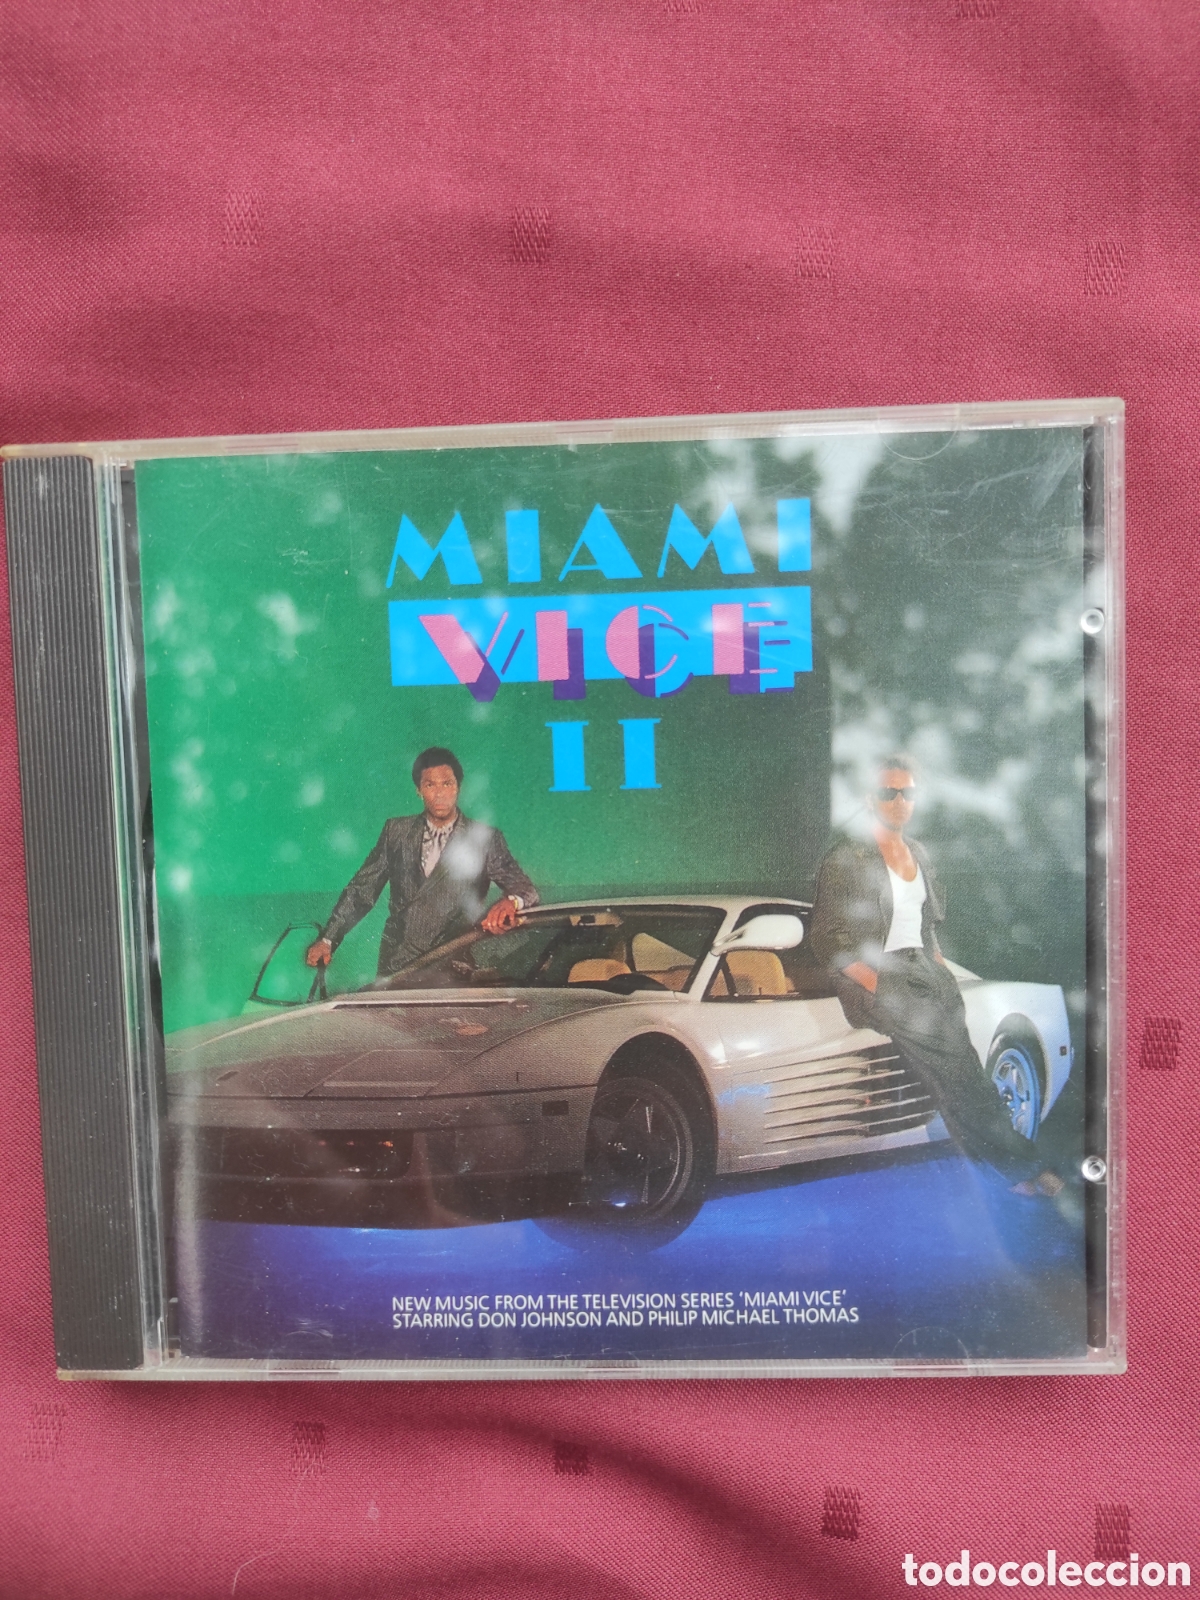 MIAMI
VICE
II
NEW MUSIC FROM THE TELEVISION SERIES 'MIAMI VICE'
STARRING DON JOHNSON AND PHILIP MICHAEL THOMAS
todocoleccion